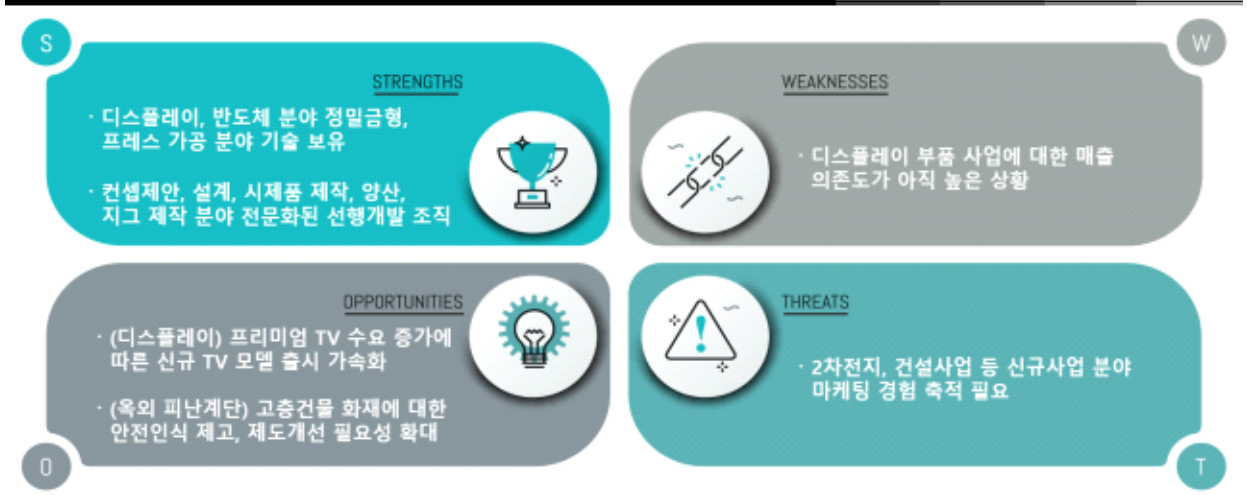 S
STRENGTHS
· 디스플레이, 반도체 분야 정밀금형,
프레스 가공 분야 기술 보유
· 컨셉제안, 설계, 시제품 제작, 양산,
지그 제작 분야 전문화된 선행개발 조직
W
WEAKNESSES
· 디스플레이 부품 사업에 대한 매출
의존도가 아직 높은 상황
O
OPPORTUNITIES
· (디스플레이) 프리미엄 TV 수요 증가에
따른 신규 TV 모델 출시 가속화
· (옥외 피난계단) 고층건물 화재에 대한
안전인식 제고, 제도개선 필요성 확대
T
THREATS
· 2차전지, 건설사업 등 신규사업 분야
마케팅 경험 축적 필요